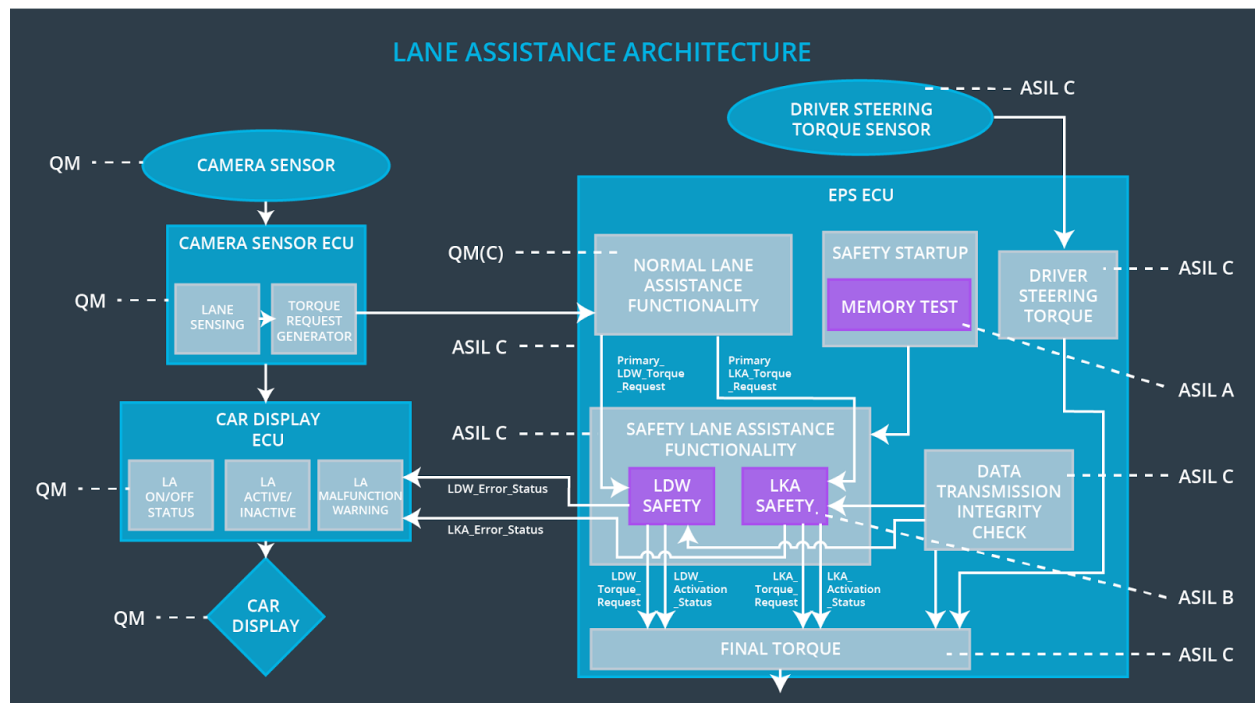 LANE ASSISTANCE ARCHITECTURE
ASIL C
DRIVER STEERING
TORQUE SENSOR
QM
CAMERA SENSOR
EPS ECU
CAMERA SENSOR ECU
QM(C)
NORMAL LANE
ASSISTANCE
FUNCTIONALITY
SAFETY STARTUP
MEMORY TEST
DRIVER
STEERING
TORQUE
ASIL C
QM
LANE
SENSING
TORQUE
REQUEST
GENERATOR
ASIL C
Primary_
LDW_Torque
_Request
Primary
LKA_Torque
_Request
ASIL A
CAR DISPLAY
ECU
ASIL C
SAFETY LANE ASSISTANCE
FUNCTIONALITY
QM
LA
ON/OFF
STATUS
LA
ACTIVE/
INACTIVE
LA
MALFUNCTION
WARNING
LDW_Error_Status
LKA_Error_Status
LDW
SAFETY
LKA
SAFETY
DATA
TRANSMISSION
INTEGRITY
CHECK
ASIL C
LDW_
Torque_
Request
LDW_
Activation
_Status
LKA_
Torque_
Request
LKA_
Activation
_Status
ASIL B
QM
CAR
DISPLAY
FINAL TORQUE
ASIL C